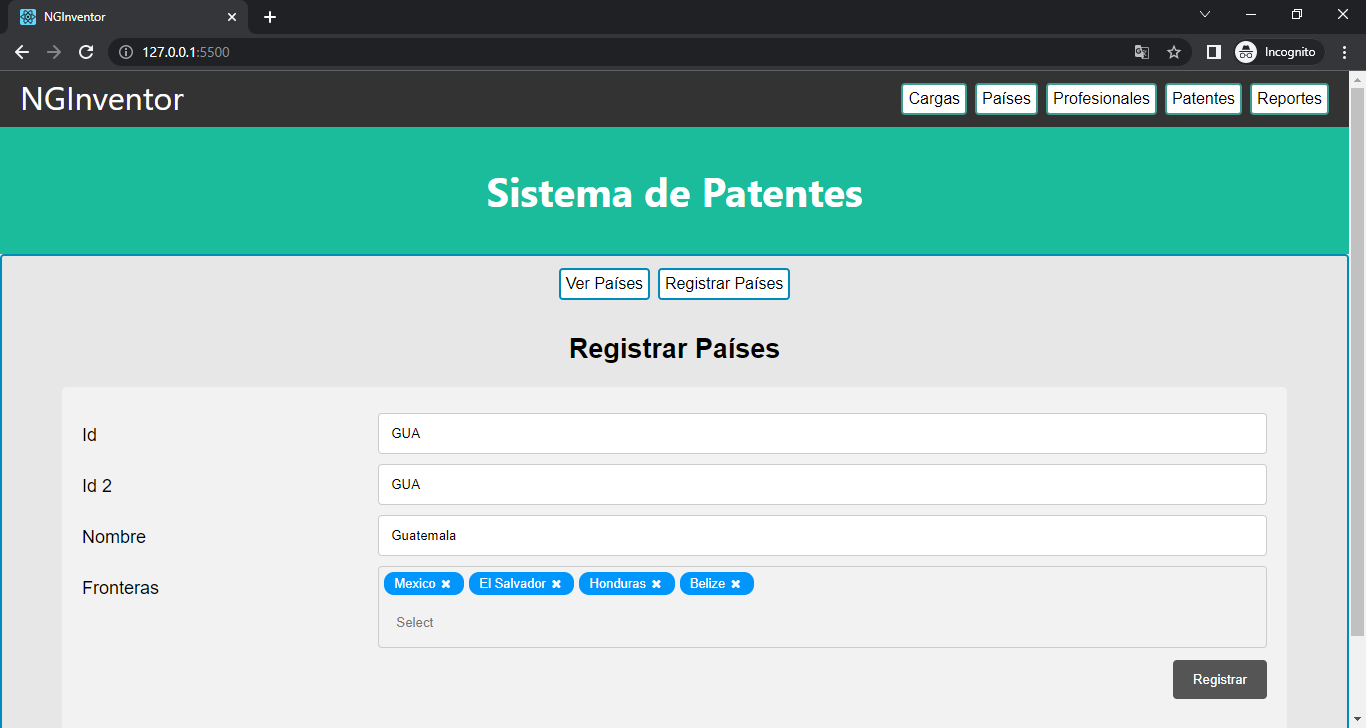 NGInventor
127.0.0.1:5500
Incognito
NGInventor
Cargas Países Profesionales Patentes Reportes
Sistema de Patentes
Ver Países Registrar Países
Registrar Países
Id GUA
Id 2 GUA
Nombre Guatemala
Fronteras Mexico El Salvador Honduras Belize
Select
Registrar